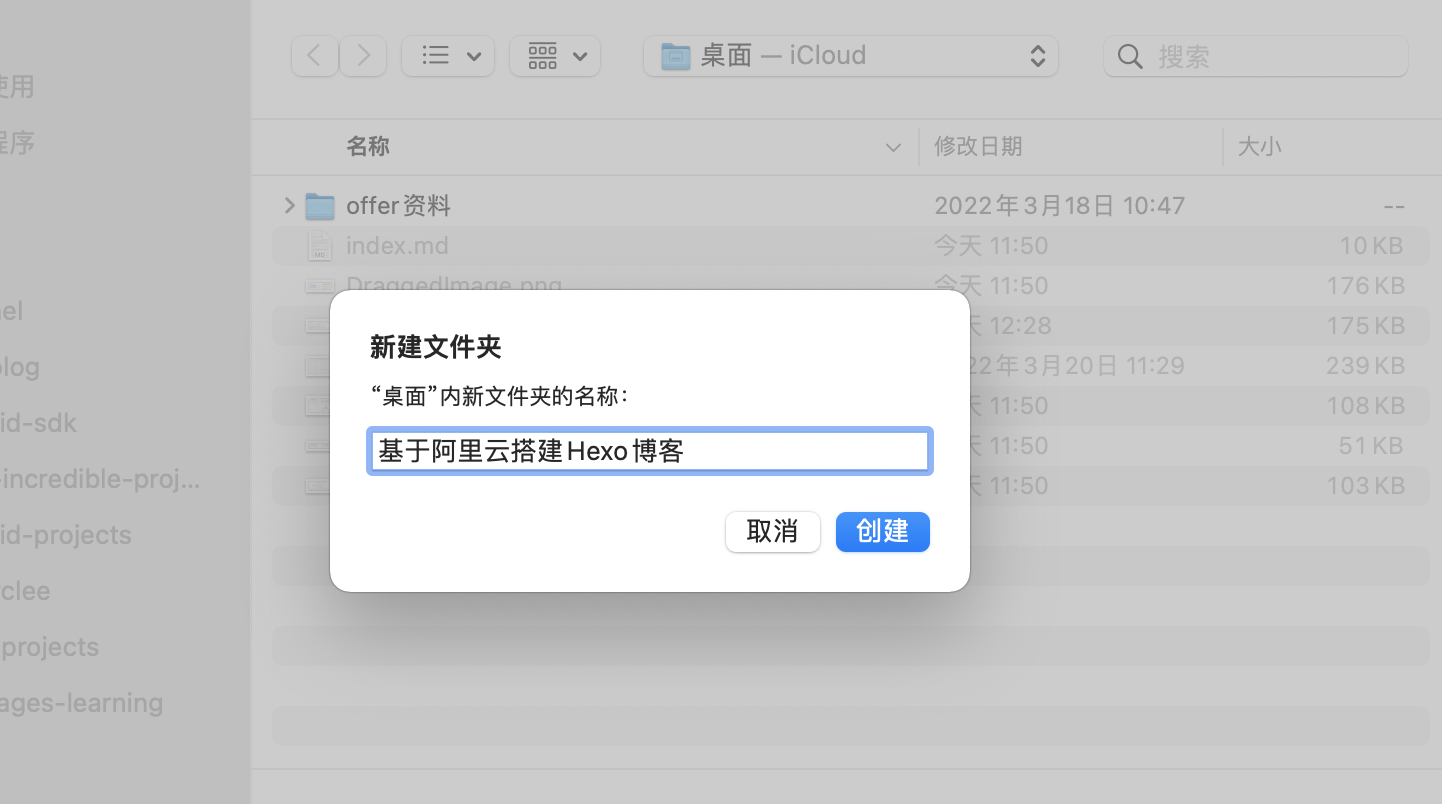 桌面 — iCloud
搜索
使用
程序
名称
修改日期
大小
offer资料
2022年3月18日 10:47
--
index.md
今天 11:50
10 KB
DraggedImage.png
今天 11:50
176 KB
天 12:28
175 KB
22年3月20日 11:29
239 KB
天 11:50
108 KB
天 11:50
51 KB
天 11:50
103 KB
el
log
id-sdk
-incredible-proj...
id-projects
clee
projects
ages-learning
新建文件夹
“桌面”内新文件夹的名称：
基于阿里云搭建Hexo博客
取消
创建